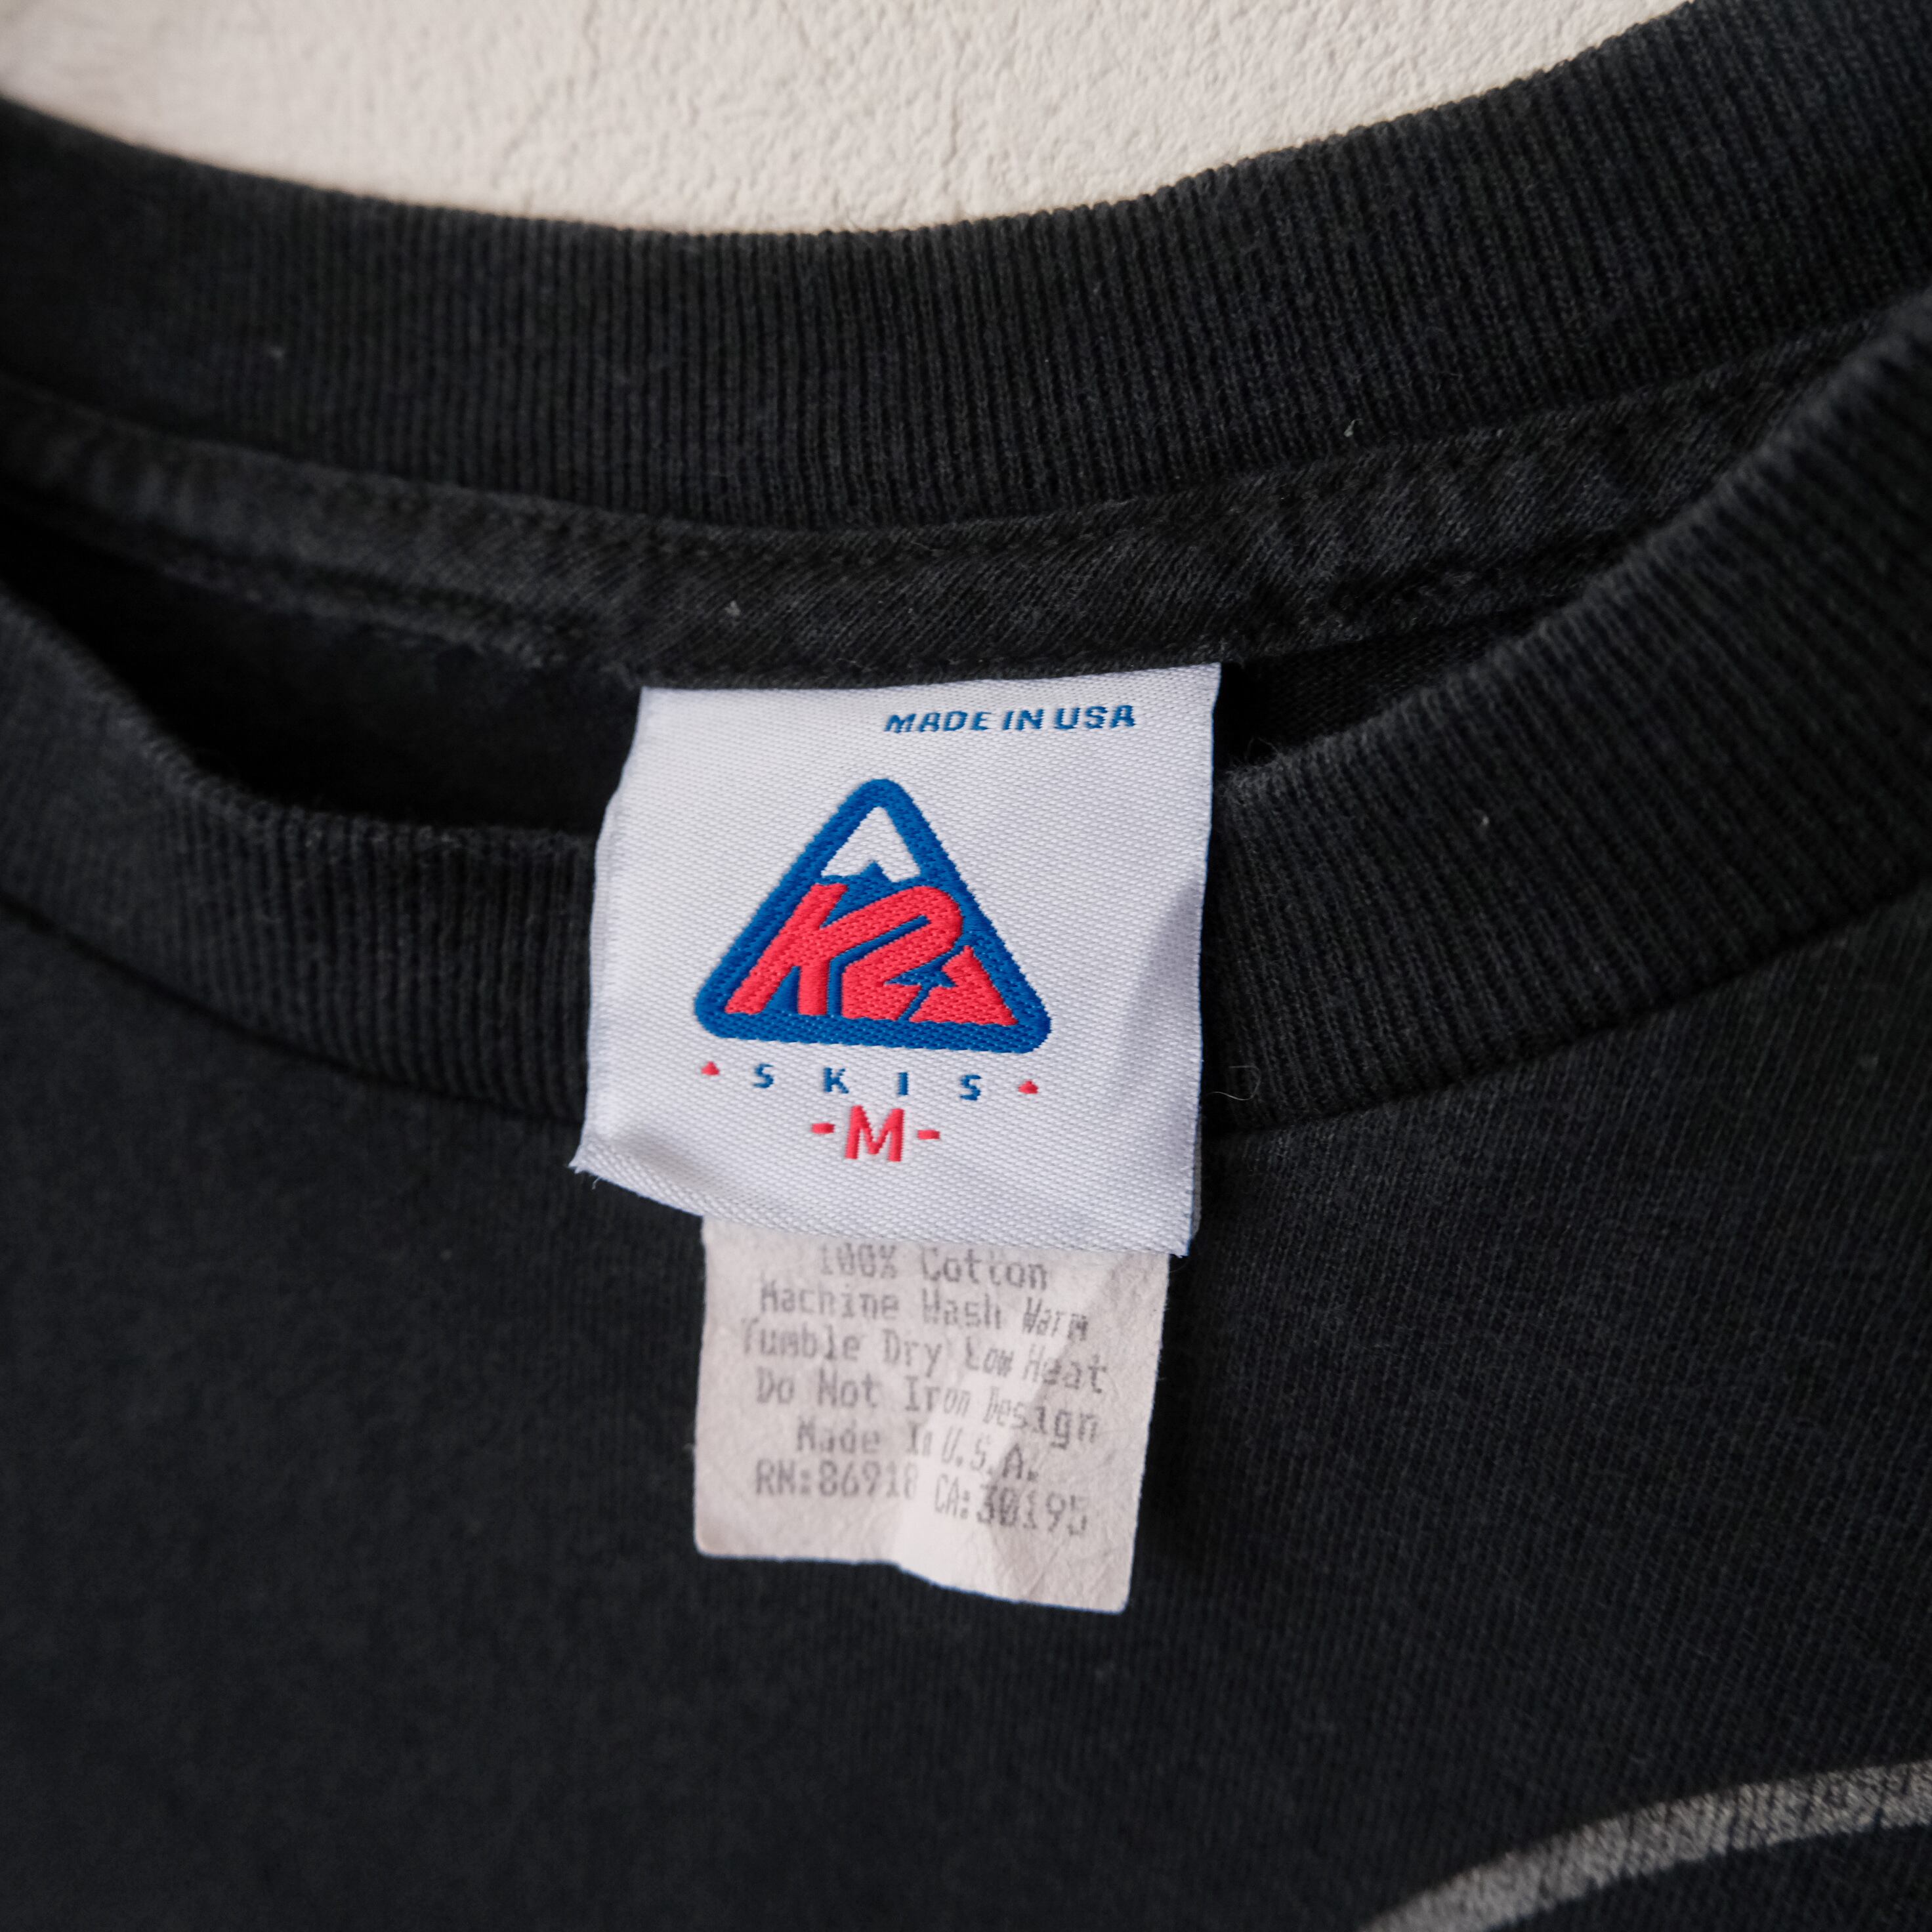 MADE IN USA
K2
SKIS
-M-
100% Cotton
Machine Wash Warm
Tumble Dry Low Heat
Do Not Iron Design
Made In U.S.A.
RN:86918 CA:30195